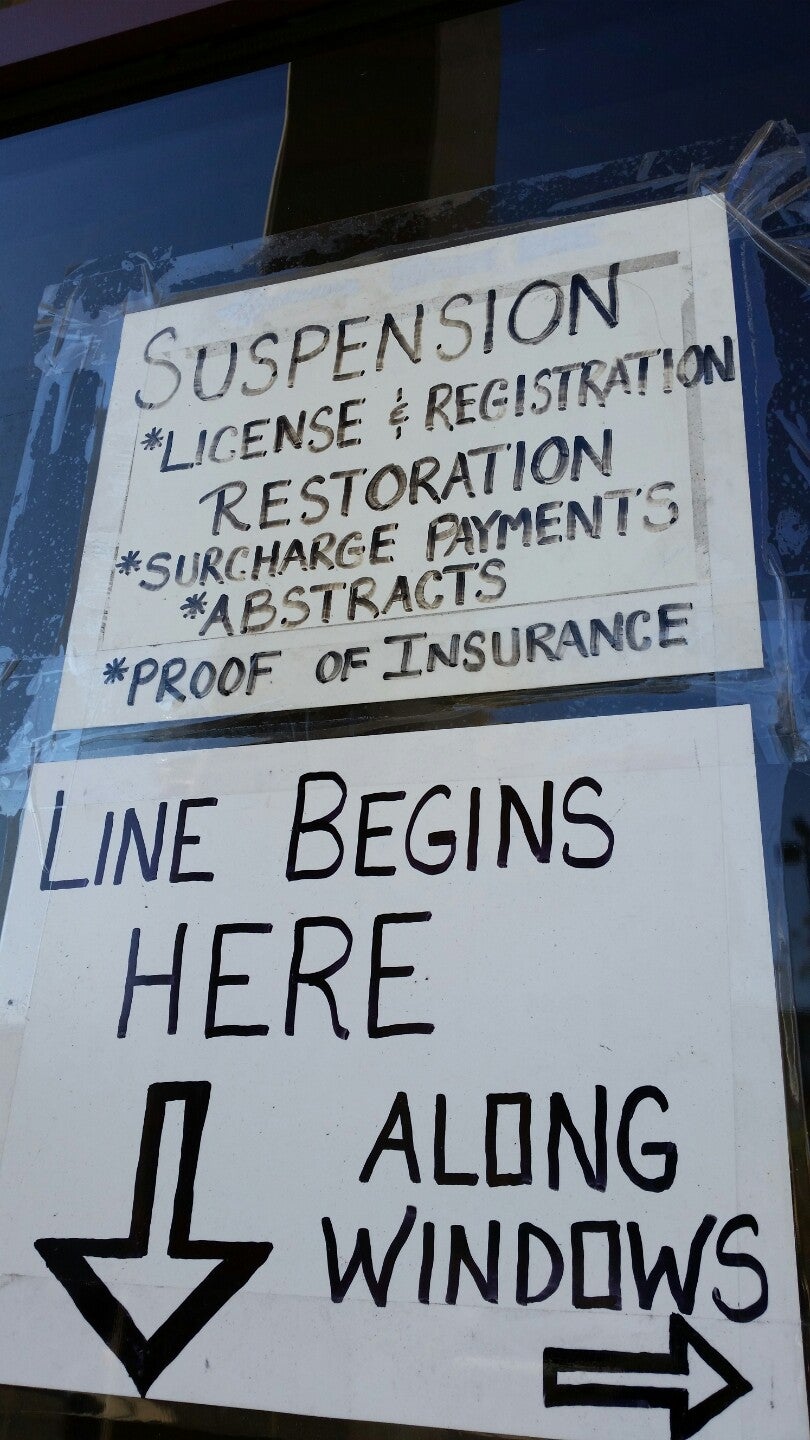 SUSPENSION
*LICENSE & REGISTRATION
RESTORATION
*SURCHARGE PAYMENTS
*ABSTRACTS
*PROOF OF INSURANCE
LINE BEGINS
HERE
ALONG
WINDOWS